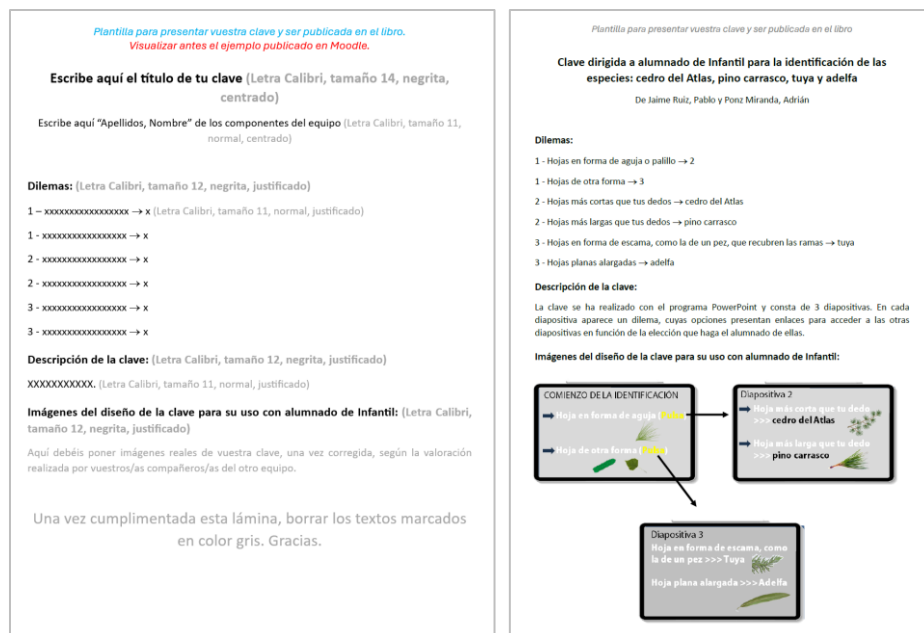 Plantilla para presentar vuestra clave y ser publicada en el libro.
Visualizar antes el ejemplo publicado en Moodle.
Escribe aquí el título de tu clave (Letra Calibri, tamaño 14, negrita,
centrado)
Escribe aquí “Apellidos, Nombre” de los componentes del equipo (Letra Calibri, tamaño 11,
normal, centrado)
Dilemas: (Letra Calibri, tamaño 12, negrita, justificado)
1 – xxxxxxxxxxxxxxxxx → x (Letra Calibri, tamaño 11, normal, justificado)
1 - xxxxxxxxxxxxxxxxx → x
2 - xxxxxxxxxxxxxxxxx → x
2 - xxxxxxxxxxxxxxxxx → x
3 - xxxxxxxxxxxxxxxxx → x
3 - xxxxxxxxxxxxxxxxx → x
Descripción de la clave: (Letra Calibri, tamaño 12, negrita, justificado)
XXXXXXXXXXX. (Letra Calibri, tamaño 11, normal, justificado)
Imágenes del diseño de la clave para su uso con alumnado de Infantil: (Letra Calibri,
tamaño 12, negrita, justificado)
Aquí debéis poner imágenes reales de vuestra clave, una vez corregida, según la valoración
realizada por vuestros/as compañeros/as del otro equipo.
Una vez cumplimentada esta lámina, borrar los textos marcados
en color gris. Gracias.
Plantilla para presentar vuestra clave y ser publicada en el libro
Clave dirigida a alumnado de Infantil para la identificación de las
especies: cedro del Atlas, pino carrasco, tuya y adelfa
De Jaime Ruiz, Pablo y Ponz Miranda, Adrián
Dilemas:
1 - Hojas en forma de aguja o palillo → 2
1 - Hojas de otra forma → 3
2 - Hojas más cortas que tus dedos → cedro del Atlas
2 - Hojas más largas que tus dedos → pino carrasco
3 - Hojas en forma de escama, como la de un pez, que recubren las ramas → tuya
3 - Hojas planas alargadas → adelfa
Descripción de la clave:
La clave se ha realizado con el programa PowerPoint y consta de 3 diapositivas. En cada
diapositiva aparece un dilema, cuyas opciones presentan enlaces para acceder a las otras
diapositivas en función de la elección que haga el alumnado de ellas.
Imágenes del diseño de la clave para su uso con alumnado de Infantil:
COMIENZO DE LA IDENTIFICACIÓN
Hoja en forma de aguja (Pulsa
Hoja de otra forma (Pulsa)
Diapositiva 2
Hoja más corta que tu dedo
>>> cedro del Atlas
Hoja más larga que tu dedo
>>> pino carrasco
Diapositiva 3
Hoja en forma de escama, como
la de un pez >>> Tuya
Hoja plana alargada >>> Adelfa